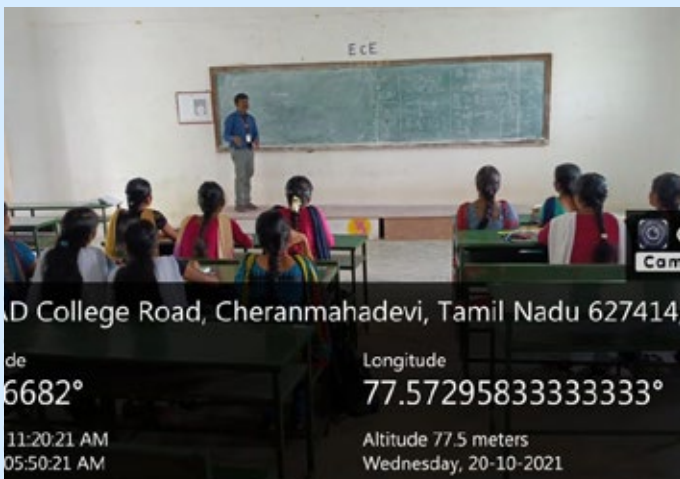 ECE
Cam
AD College Road, Cheranmahadevi, Tamil Nadu 627414,
de
6682°
11:20:21 AM
05:50:21 AM
Longitude
77.57295833333333°
Altitude 77.5 meters
Wednesday, 20-10-2021